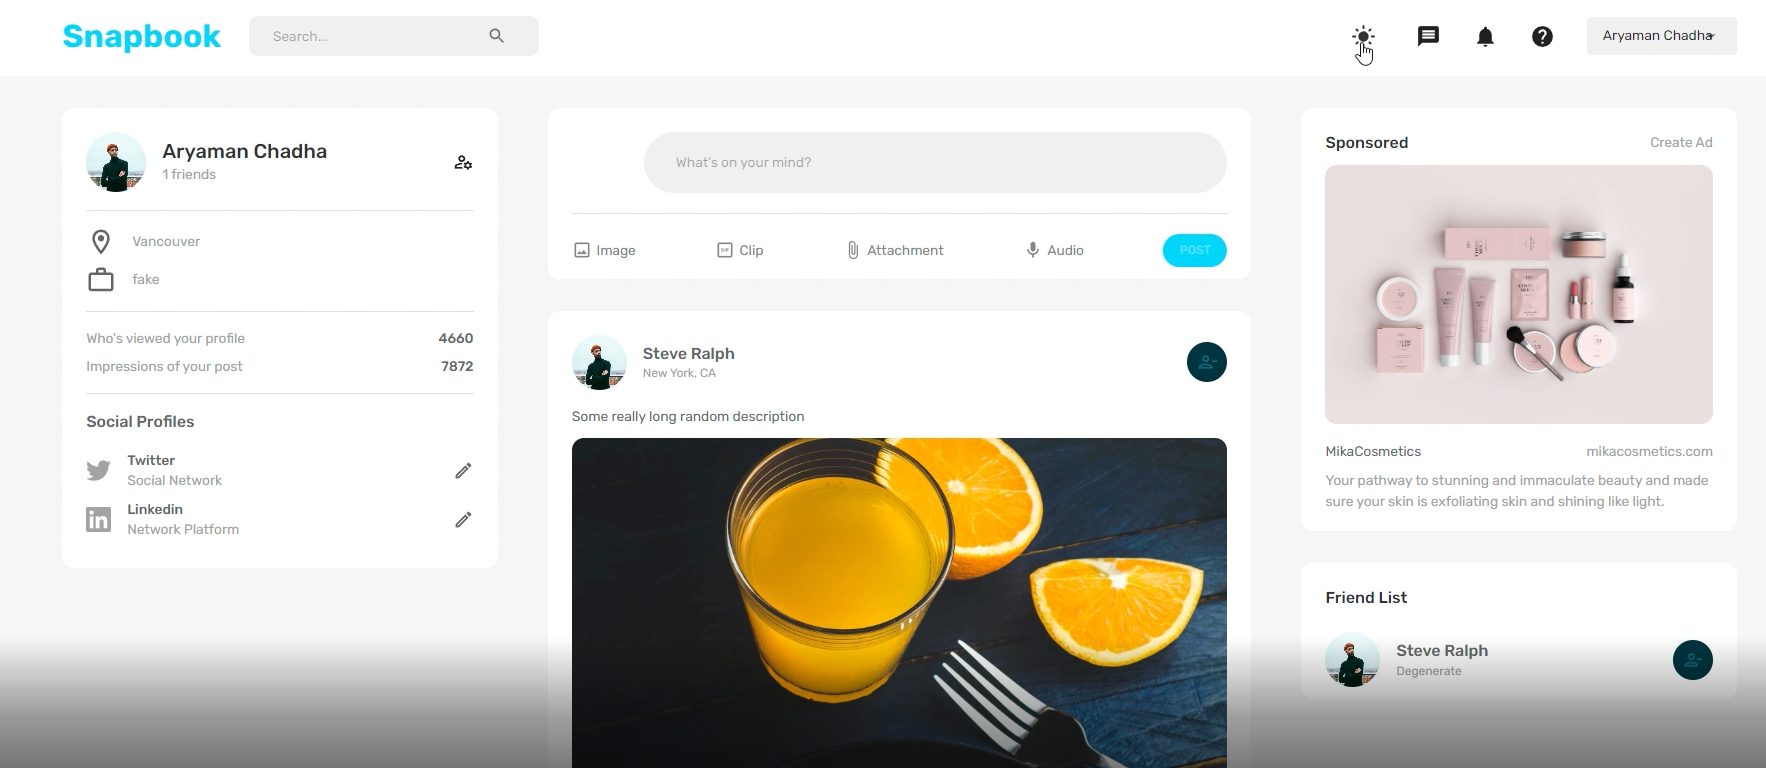 Snapbook
Search...
Aryaman Chadha
Aryaman Chadha
1 friends
Vancouver
fake
Who's viewed your profile 4660
Impressions of your post 7872
Social Profiles
Twitter
Social Network
Linkedin
Network Platform
What's on your mind?
Image Clip Attachment Audio POST
Steve Ralph
New York, CA
Some really long random description
Sponsored Create Ad
MikaCosmetics mikacosmetics.com
Your pathway to stunning and immaculate beauty and made
sure your skin is exfoliating skin and shining like light.
Friend List
Steve Ralph
Degenerate